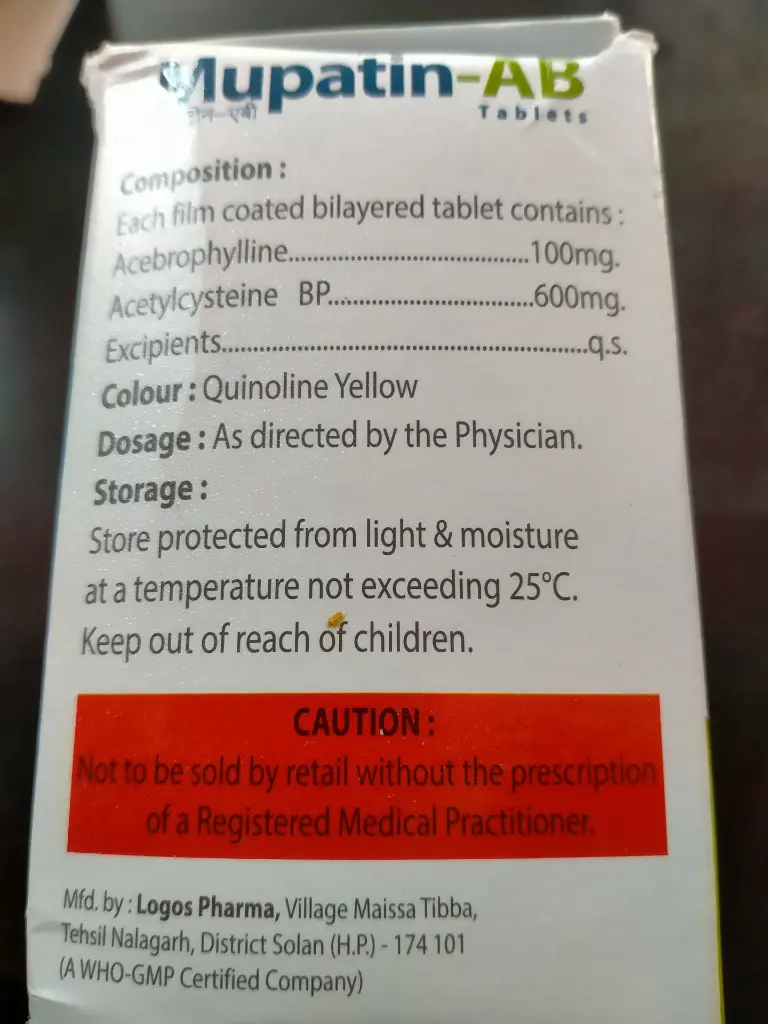 Mupatin-AB
Tablets
Composition :
Each film coated bilayered tablet contains :
Acebrophylline..........................................100mg.
Acetylcysteine BP....................................600mg.
Excipients................................................................q.s.
Colour : Quinoline Yellow
Dosage : As directed by the Physician.
Storage :
Store protected from light & moisture
at a temperature not exceeding 25°C.
Keep out of reach of children.
CAUTION :
Not to be sold by retail without the prescription
of a Registered Medical Practitioner.
Mfd. by : Logos Pharma, Village Maissa Tibba,
Tehsil Nalagarh, District Solan (H.P.) - 174 101
(A WHO-GMP Certified Company)